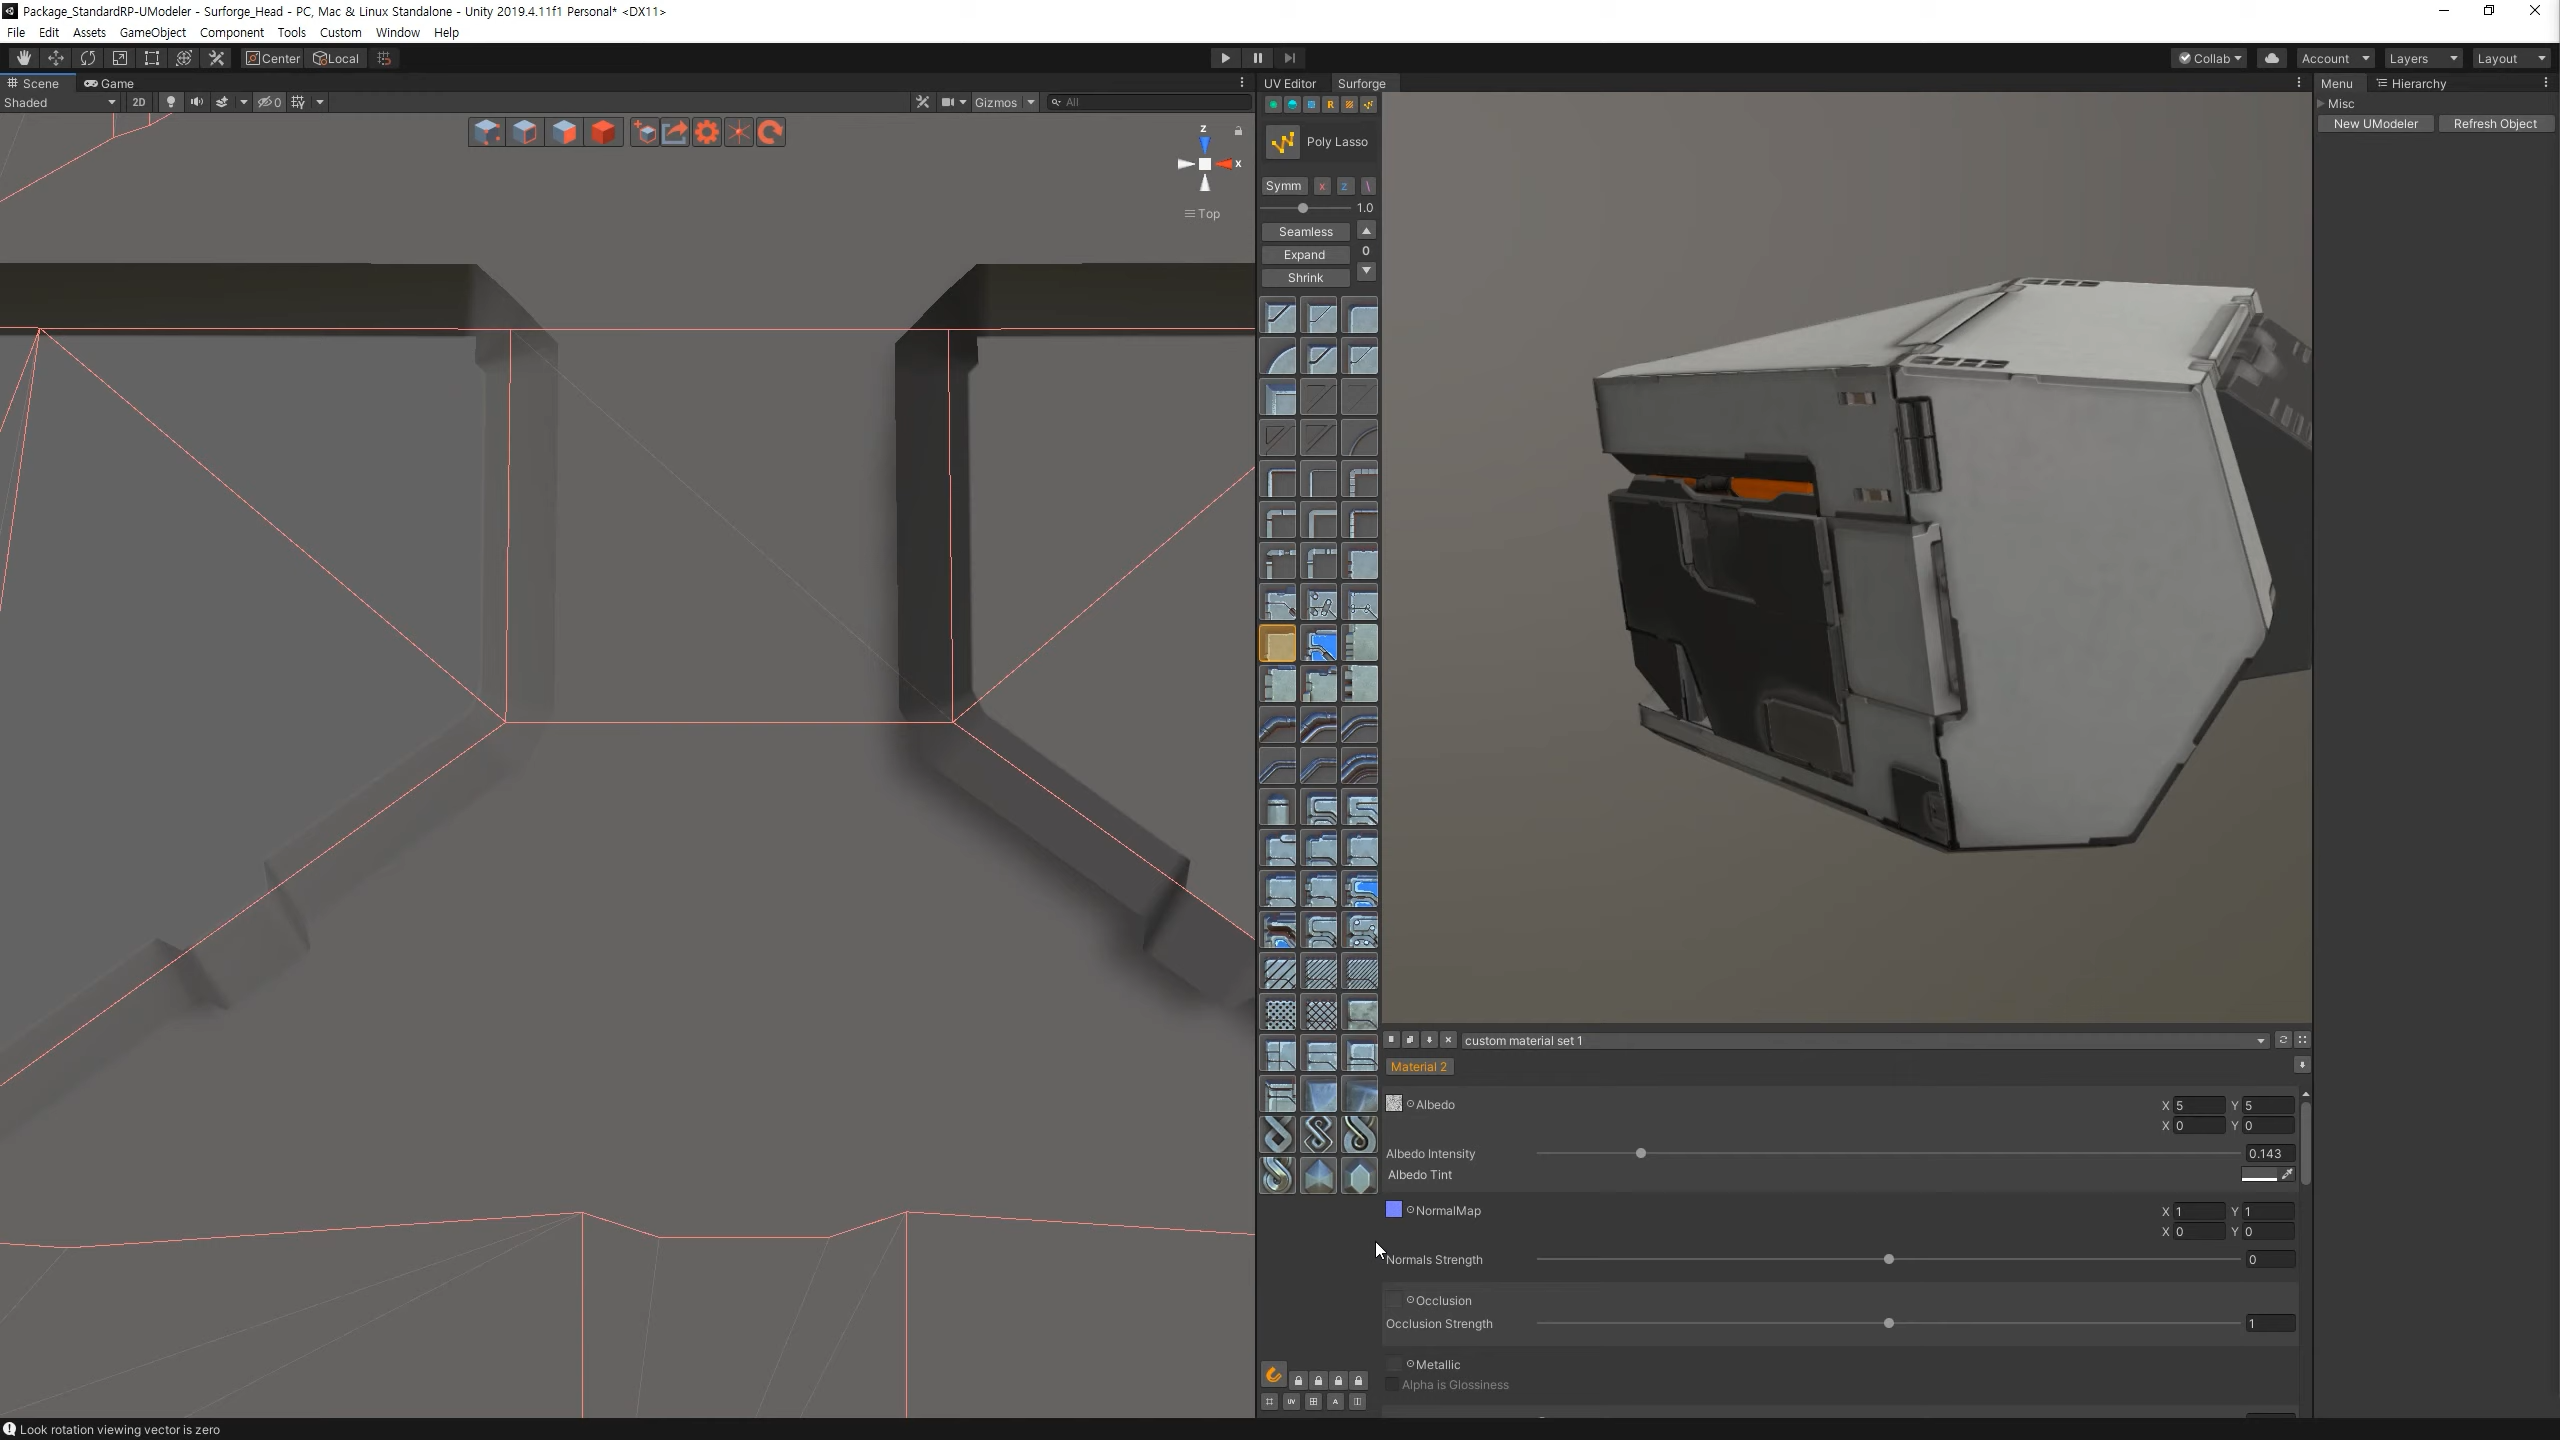 Package_StandardRP-UModeler - Surforge_Head - PC, Mac & Linux Standalone - Unity 2019.4.11f1 Personal* <DX11>
File Edit Assets GameObject Component Tools Custom Window Help
Center Local Collab Account Layers Layout
Scene Game UV Editor Surforge Menu Hierarchy
Shaded 2D 0 Gizmos All R Misc
New UModeler Refresh Object
z
x
Top
Poly Lasso
Symm x z \
1.0
Seamless
Expand 0
Shrink
custom material set 1
Material 2
Albedo X 5 Y 5
X 0 Y 0
Albedo Intensity 0.143
Albedo Tint
NormalMap X 1 Y 1
X 0 Y 0
Normals Strength 0
Occlusion
Occlusion Strength 1
Metallic
Alpha is Glossiness
UV A
Look rotation viewing vector is zero